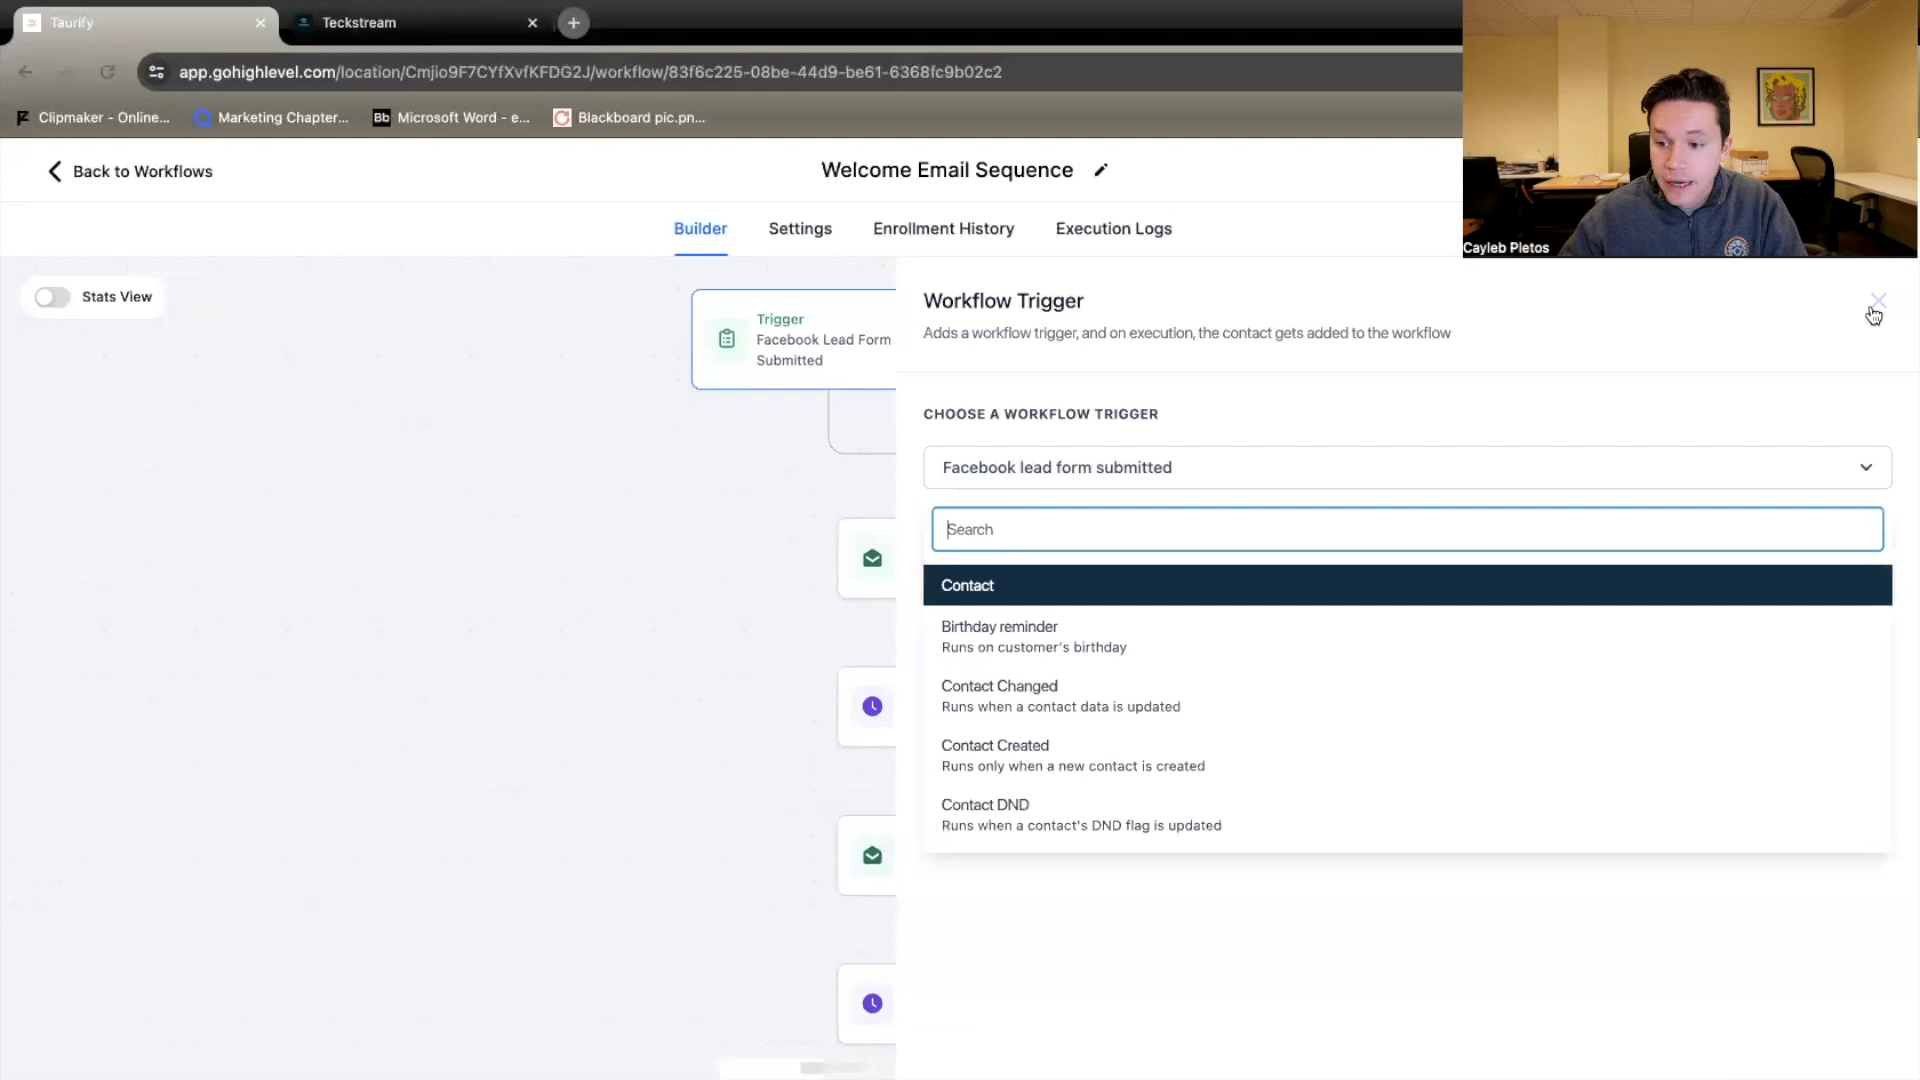 Taurify
Teckstream
app.gohighlevel.com/location/Cmjio9F7CYfXvfKFDG2J/workflow/83f6c225-08be-44d9-be61-6368fc9b02c2
Clipmaker - Online...
Marketing Chapter...
Bb
Microsoft Word - e...
Blackboard pic.pn...
Cayleb Pletos
Back to Workflows
Welcome Email Sequence
Builder
Settings
Enrollment History
Execution Logs
Stats View
Trigger
Facebook Lead Form
Submitted
Workflow Trigger
Adds a workflow trigger, and on execution, the contact gets added to the workflow
CHOOSE A WORKFLOW TRIGGER
Facebook lead form submitted
Search
Contact
Birthday reminder
Runs on customer's birthday
Contact Changed
Runs when a contact data is updated
Contact Created
Runs only when a new contact is created
Contact DND
Runs when a contact's DND flag is updated